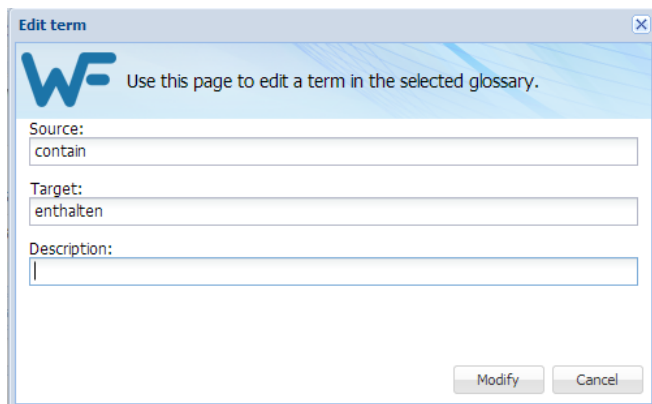 Edit term
WF Use this page to edit a term in the selected glossary.
Source:
contain
Target:
enthalten
Description:
Modify Cancel